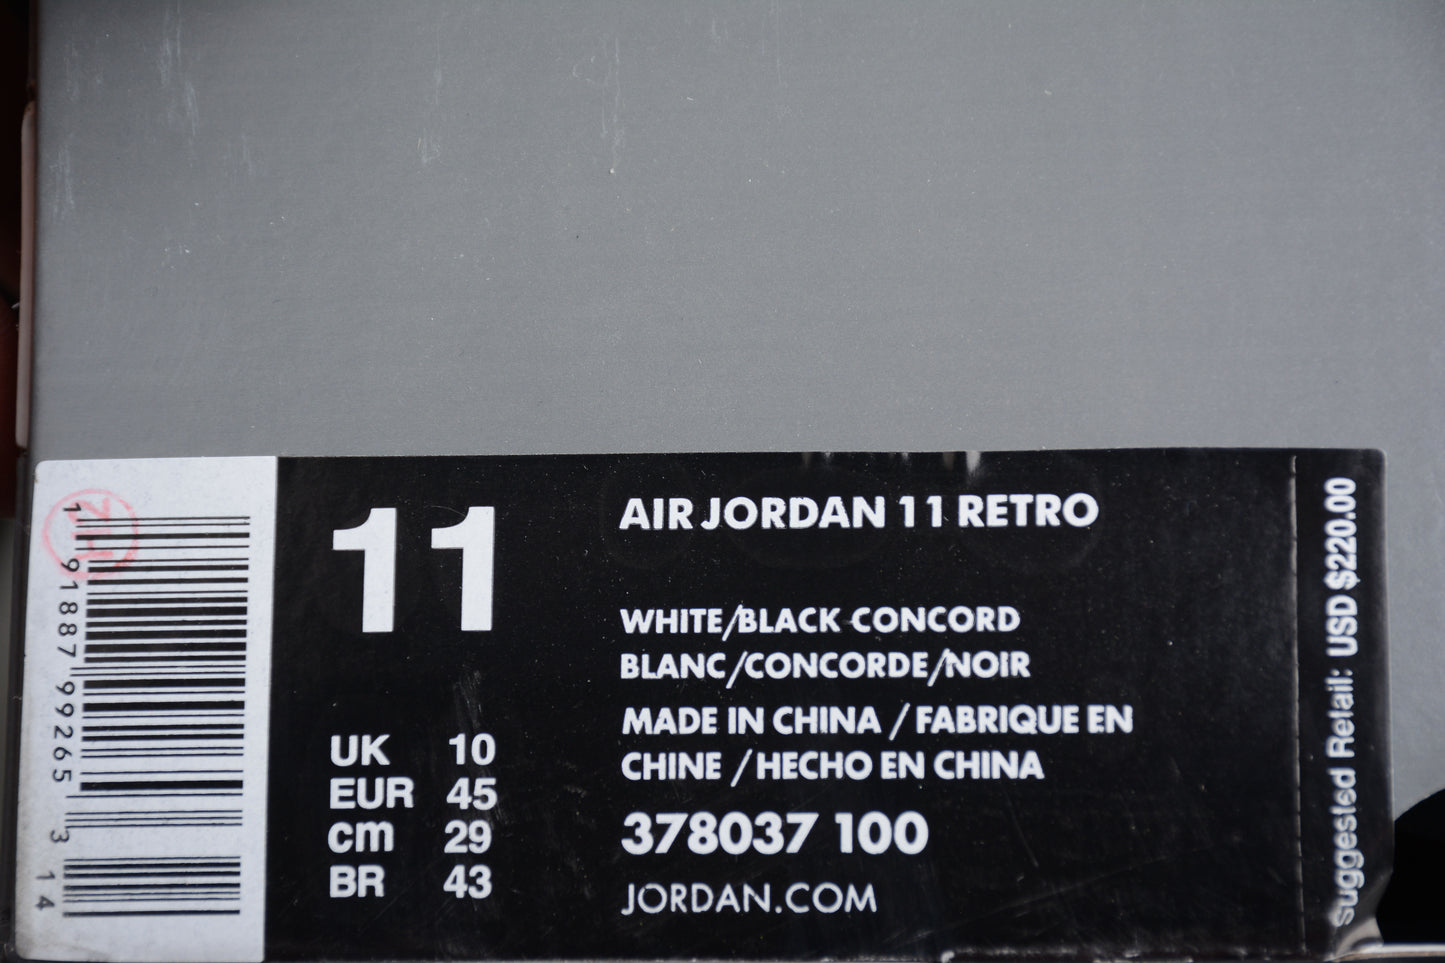 11
UK 10
EUR 45
cm 29
BR 43
AIR JORDAN 11 RETRO
WHITE/BLACK CONCORD
BLANC/CONCORDE/NOIR
MADE IN CHINA / FABRIQUE EN
CHINE / HECHO EN CHINA
378037 100
JORDAN.COM
Suggested Retail: USD $220.00
1 91887 99265 3 14